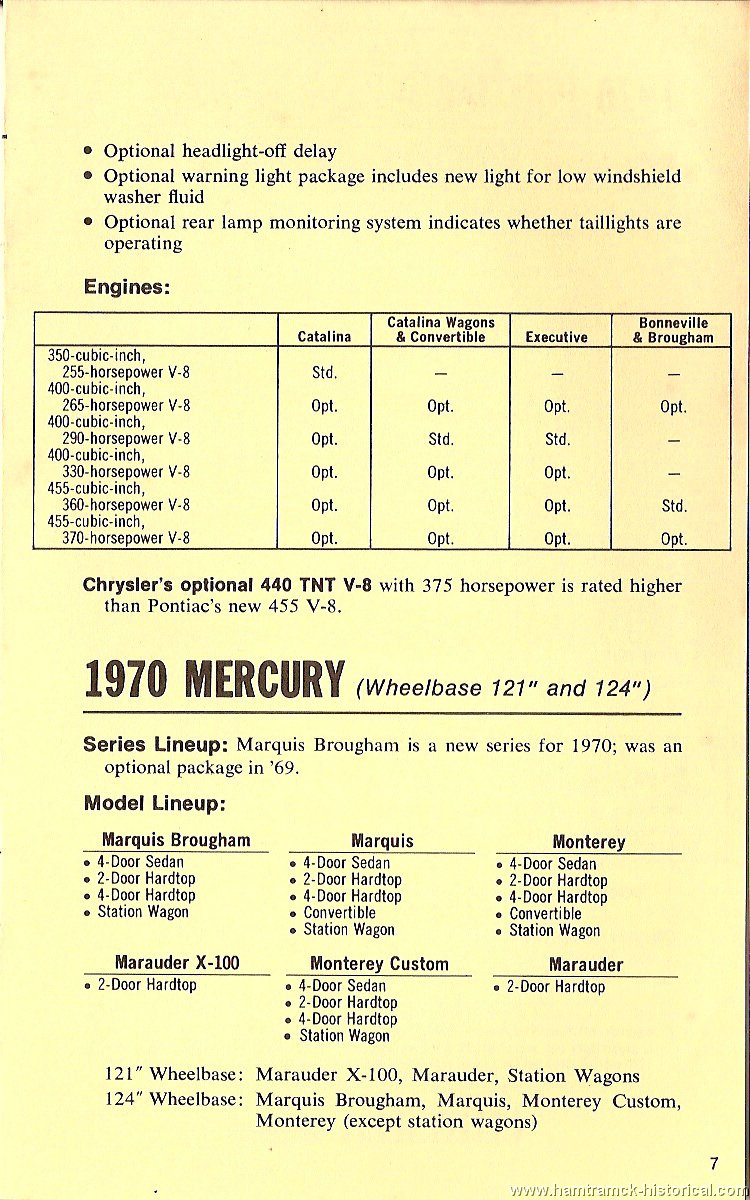 • Optional headlight-off delay
• Optional warning light package includes new light for low windshield
washer fluid
• Optional rear lamp monitoring system indicates whether taillights are
operating
Engines:
Catalina Catalina Wagons & Convertible Executive Bonneville & Brougham
350-cubic-inch,
255-horsepower V-8 Std. — — —
400-cubic-inch,
265-horsepower V-8 Opt. Opt. Opt. Opt.
400-cubic-inch,
290-horsepower V-8 Opt. Std. Std. —
400-cubic-inch,
330-horsepower V-8 Opt. Opt. Opt. —
455-cubic-inch,
360-horsepower V-8 Opt. Opt. Opt. Std.
455-cubic-inch,
370-horsepower V-8 Opt. Opt. Opt. Opt.
Chrysler's optional 440 TNT V-8 with 375 horsepower is rated higher
than Pontiac's new 455 V-8.
1970 MERCURY (Wheelbase 121" and 124")
Series Lineup: Marquis Brougham is a new series for 1970; was an
optional package in '69.
Model Lineup:
Marquis Brougham
• 4-Door Sedan
• 2-Door Hardtop
• 4-Door Hardtop
• Station Wagon
Marquis
• 4-Door Sedan
• 2-Door Hardtop
• 4-Door Hardtop
• Convertible
• Station Wagon
Monterey
• 4-Door Sedan
• 2-Door Hardtop
• 4-Door Hardtop
• Convertible
• Station Wagon
Marauder X-100
• 2-Door Hardtop
Monterey Custom
• 4-Door Sedan
• 2-Door Hardtop
• 4-Door Hardtop
• Station Wagon
Marauder
• 2-Door Hardtop
121" Wheelbase: Marauder X-100, Marauder, Station Wagons
124" Wheelbase: Marquis Brougham, Marquis, Monterey Custom,
Monterey (except station wagons)
7
www.hamtramck-historical.com